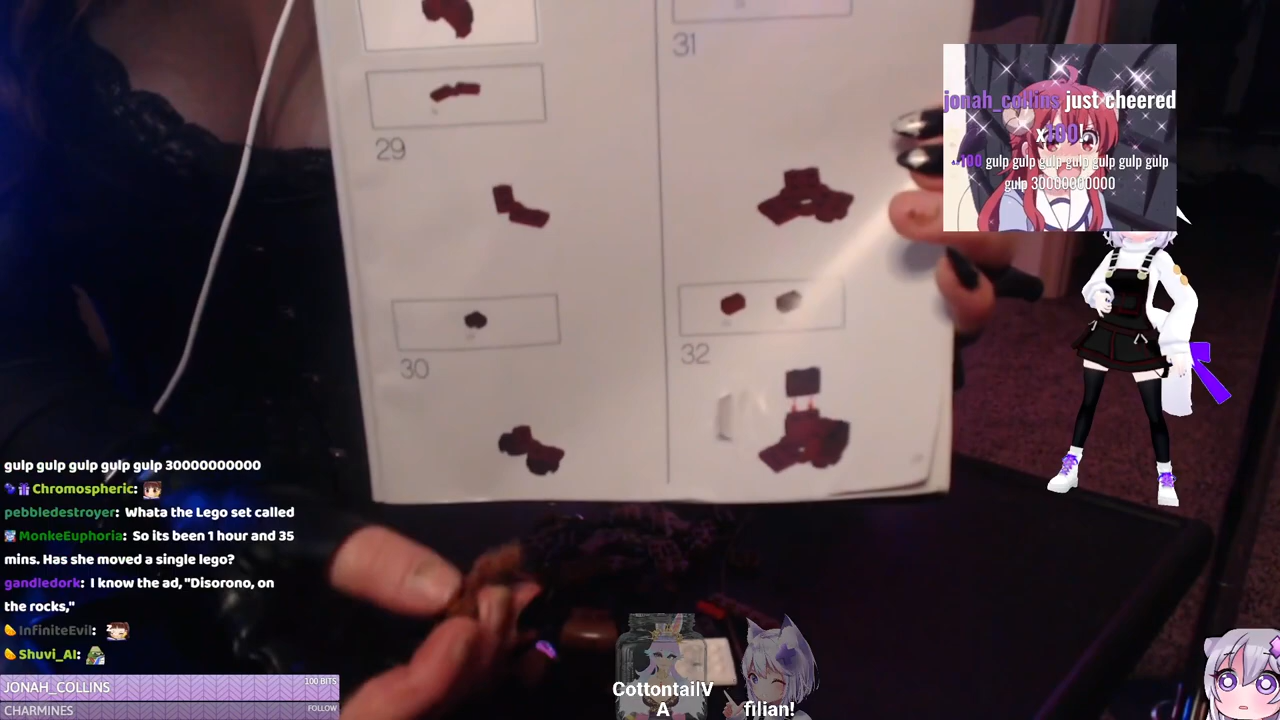 31
29
30
32
jonah_collins just cheered
x100!
100 gulp gulp gulp gulp gulp gulp gulp
gulp 30000000000
gulp gulp gulp gulp gulp 30000000000
Chromospheric:
pebbledestroyer: Whata the Lego set called
MonkeEuphoria: So its been 1 hour and 35
mins. Has she moved a single lego?
gandledork: I know the ad, "Disorono, on
the rocks,"
InfiniteEvil:
Shuvi_AI:
JONAH_COLLINS 100 BITS
CHARMINES FOLLOW
CottontailV
A
filian!